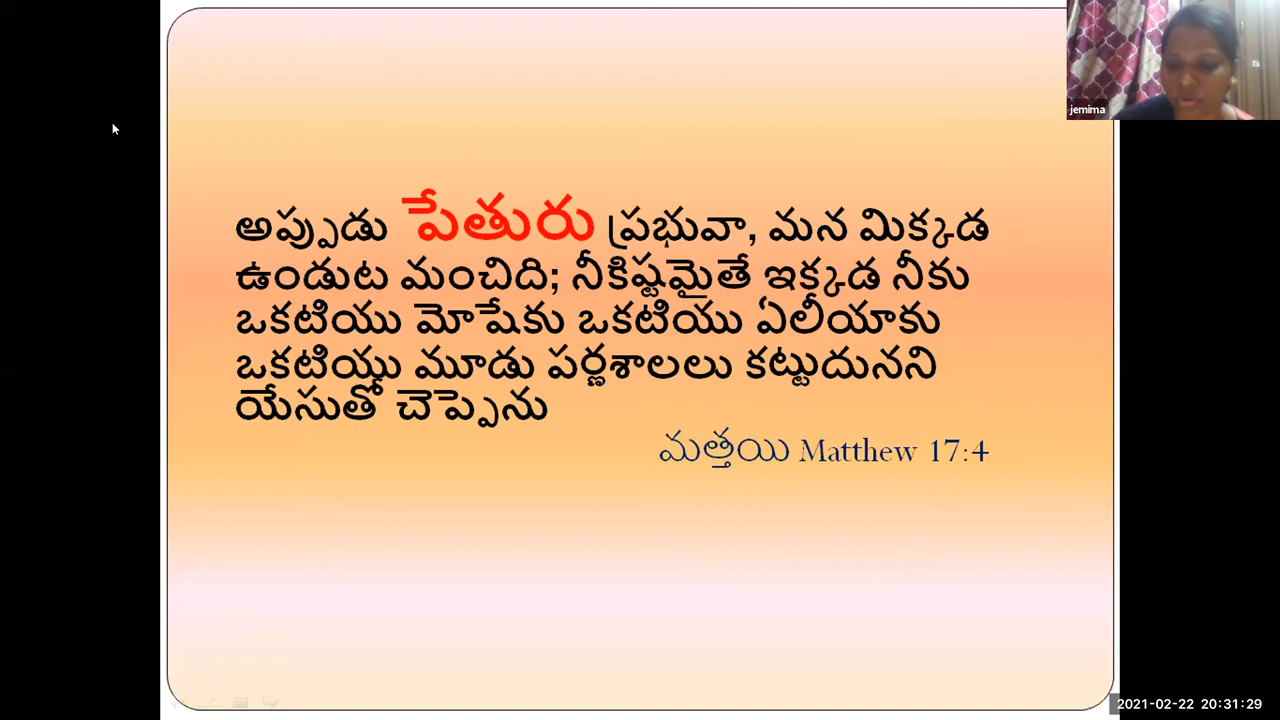 jemima
అప్పుడు పేతురు ప్రభువా, మన మిక్కడ
ఉండుట మంచిది; నీకిష్టమైతే ఇక్కడ నీకు
ఒకటియు మోషేకు ఒకటియు ఏలీయాకు
ఒకటియు మూడు పర్ణశాలలు కట్టుదునని
యేసుతో చెప్పెను
మత్తయి Matthew 17:4
2021-02-22 20:31:29